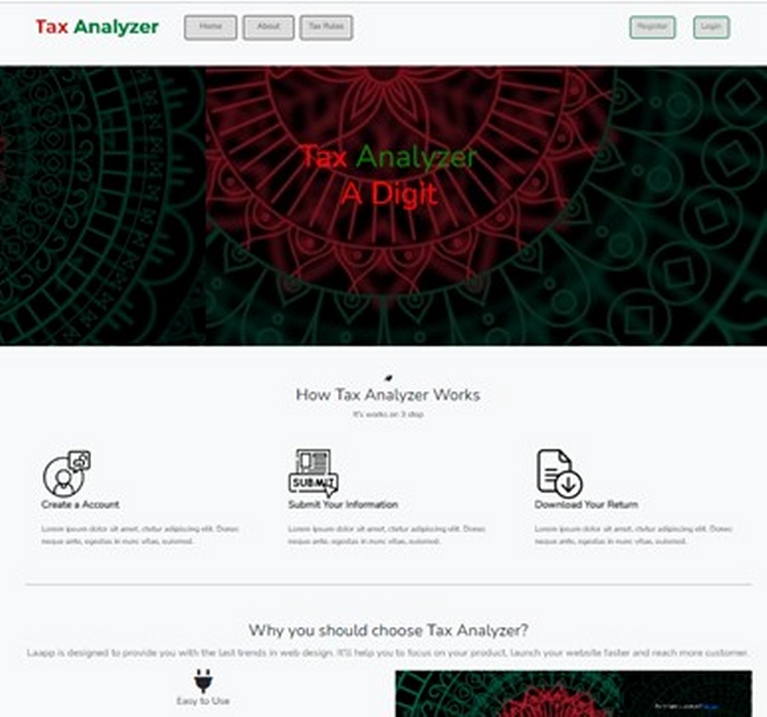 Tax Analyzer
Home
About
Tax Rules
Register
Login
Tax Analyzer
A Digit
How Tax Analyzer Works
It's works on 3 step
Create a Account
Submit Your Information
Download Your Return
SUBMIT
Lorem ipsum dolor sit amet, ctetur adipiscing elit. Donec
neque ante, egestas in nunc vitae, euismod.
Lorem ipsum dolor sit amet, ctetur adipiscing elit. Donec
neque ante, egestas in nunc vitae, euismod.
Lorem ipsum dolor sit amet, ctetur adipiscing elit. Donec
neque ante, egestas in nunc vitae, euismod.
Why you should choose Tax Analyzer?
Laapp is designed to provide you with the last trends in web design. It'll help you to focus on your product, launch your website faster and reach more customer.
Easy to Use